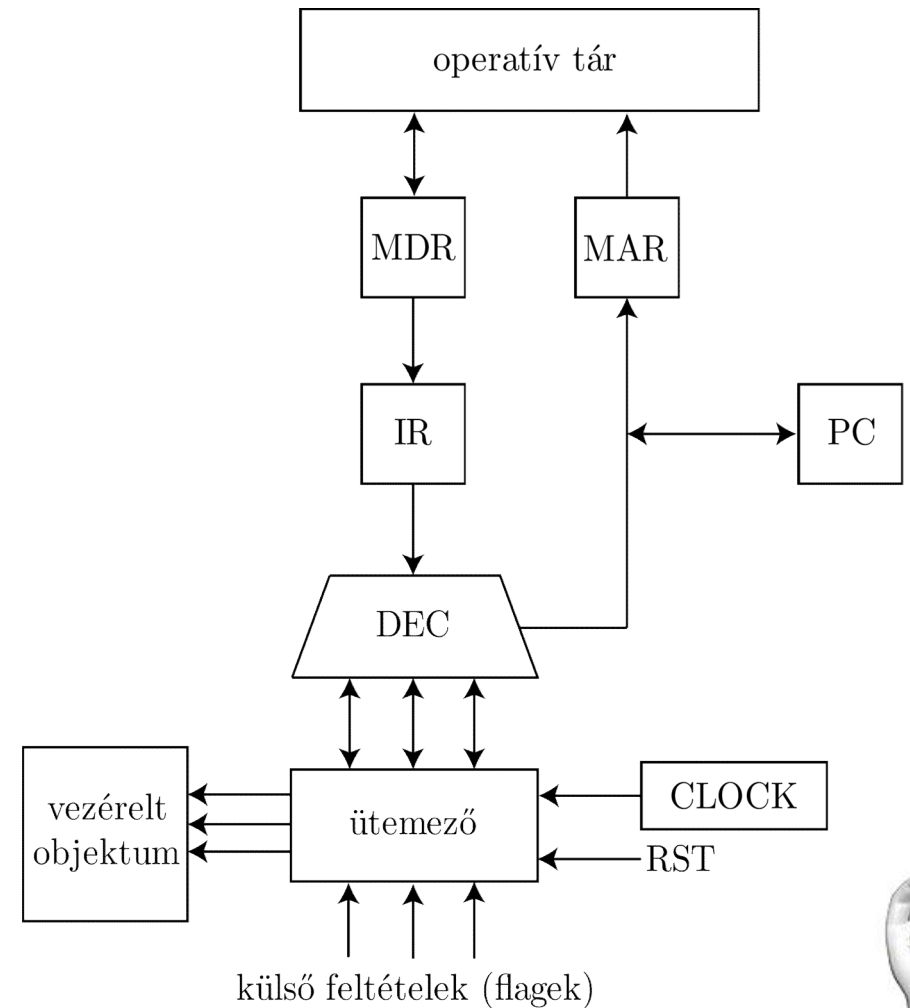 operatív tár
MDR
MAR
IR
PC
DEC
vezérelt
objektum
ütemező
CLOCK
RST
külső feltételek (flagek)